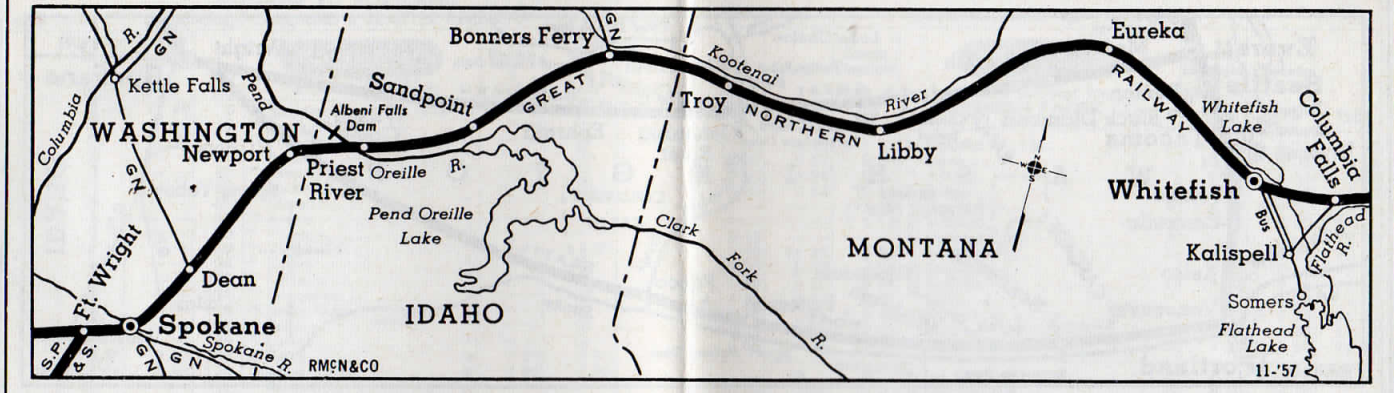 R.
GN
Kettle Falls
Columbia
Pend
WASHINGTON
Newport
GN
Albeni Falls
Dam
Priest
River
Oreille
R.
Sandpoint
Bonners Ferry
GN
GREAT
Pend Oreille
Lake
Ft. Wright
Dean
Spokane
S.P.
& S.
GN
GN
Spokane R.
RMCN&CO
IDAHO
Kootenai
River
Troy
NORTHERN
Libby
Clark
Fork
R.
N
W
E
S
MONTANA
Eureka
RAILWAY
Whitefish
Lake
Whitefish
Columbia
Falls
Bus
Kalispell
Flathead
R.
Somers
Flathead
Lake
11-'57